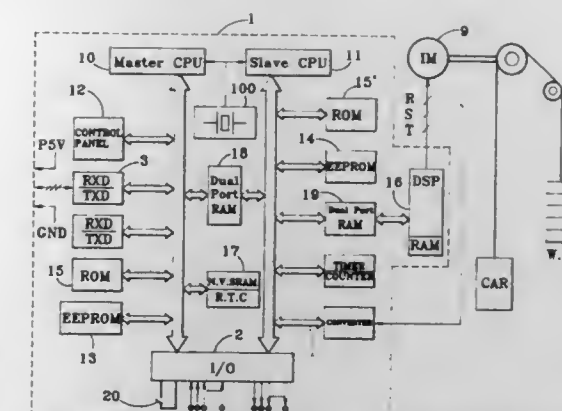 1
9
10
Master CPU
Slave CPU
11
IM
12
100
15'
ROM
CONTROL
PANEL
RST
P5V
3
18
14
EEPROM
RXD
TXD
Dual
Port
RAM
19
16
DSP
Dual Port
RAM
GND
RXD
TXD
RAM
W.
15
ROM
17
N.V.SRAM
R.T.C
TIMER
COUNTER
CAR
EEPROM
13
CONVERTER
2
I/O
20